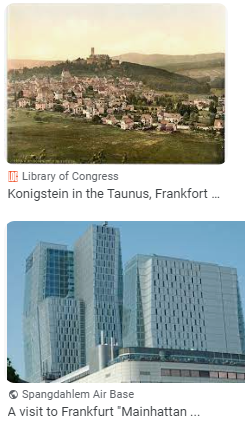 Library of Congress
Konigstein in the Taunus, Frankfort ...
Spangdahlem Air Base
A visit to Frankfurt "Mainhattan ...